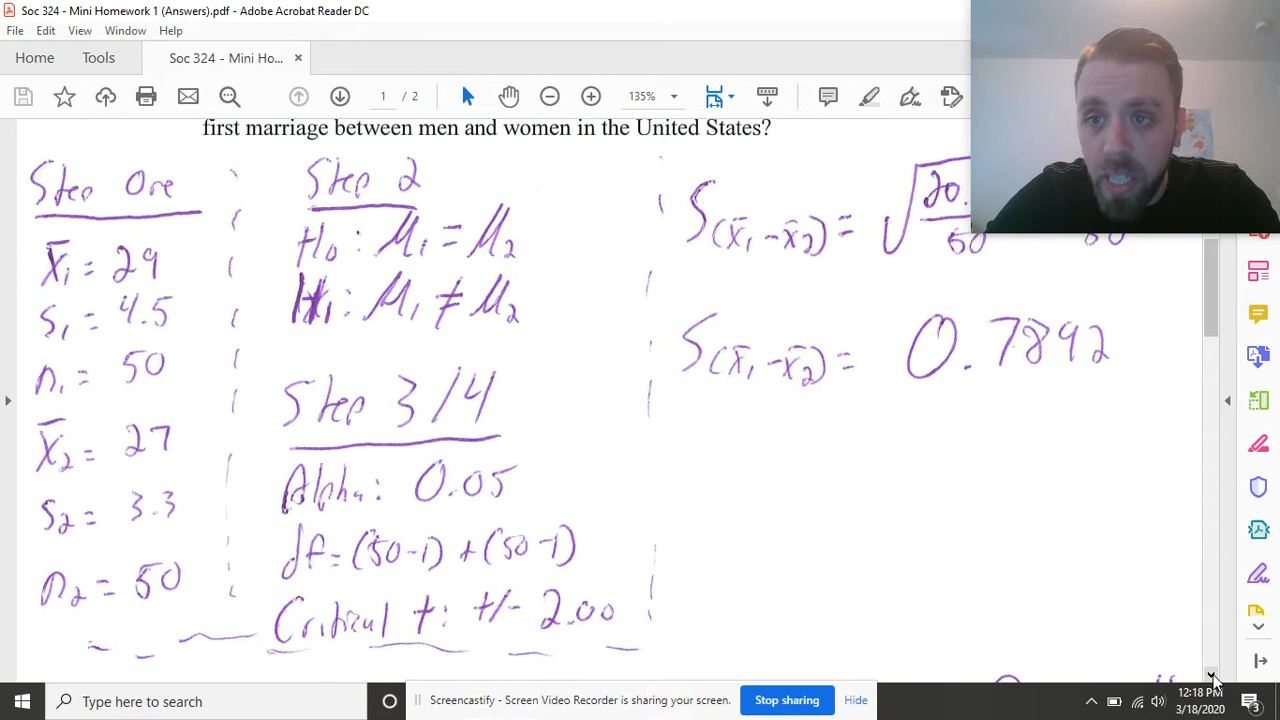 Soc 324 - Mini Homework 1 (Answers).pdf - Adobe Acrobat Reader DC
File Edit View Window Help
Home Tools Soc 324 - Mini Ho... ×
1 / 2 135%
first marriage between men and women in the United States?
Step One
x̄₁ = 29
s₁ = 4.5
n₁ = 50
x̄₂ = 27
s₂ = 3.3
n₂ = 50
Step 2
H₀: μ₁ = μ₂
H₁: μ₁ ≠ μ₂
Step 3/4
Alpha: 0.05
df = (50-1) + (50-1)
Critical t: +/- 2.00
S(x̄₁ - x̄₂) = √20.
50
S(x̄₁ - x̄₂) = 0.7892
Type here to search
Screencastify - Screen Video Recorder is sharing your screen. Stop sharing Hide
12:18 PM
3/18/2020
3